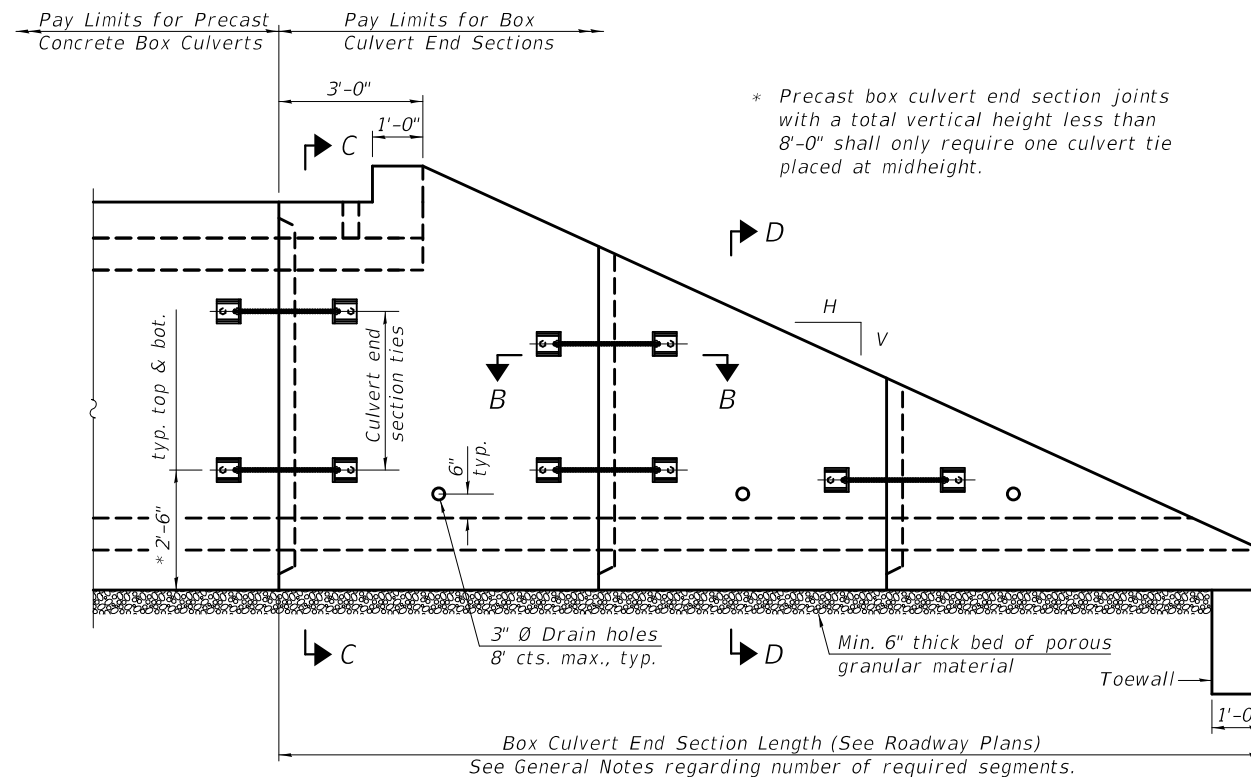 Pay Limits for Precast
Concrete Box Culverts
Pay Limits for Box
Culvert End Sections
3'-0"
1'-0"
* Precast box culvert end section joints
with a total vertical height less than
8'-0" shall only require one culvert tie
placed at midheight.
C
D
H
V
typ. top & bot.
Culvert end
section ties
B
B
6"
typ.
* 2'-6"
C
3" Ø Drain holes
8' cts. max., typ.
D
Min. 6" thick bed of porous
granular material
Toewall
1'-0
Box Culvert End Section Length (See Roadway Plans)
See General Notes regarding number of required segments.